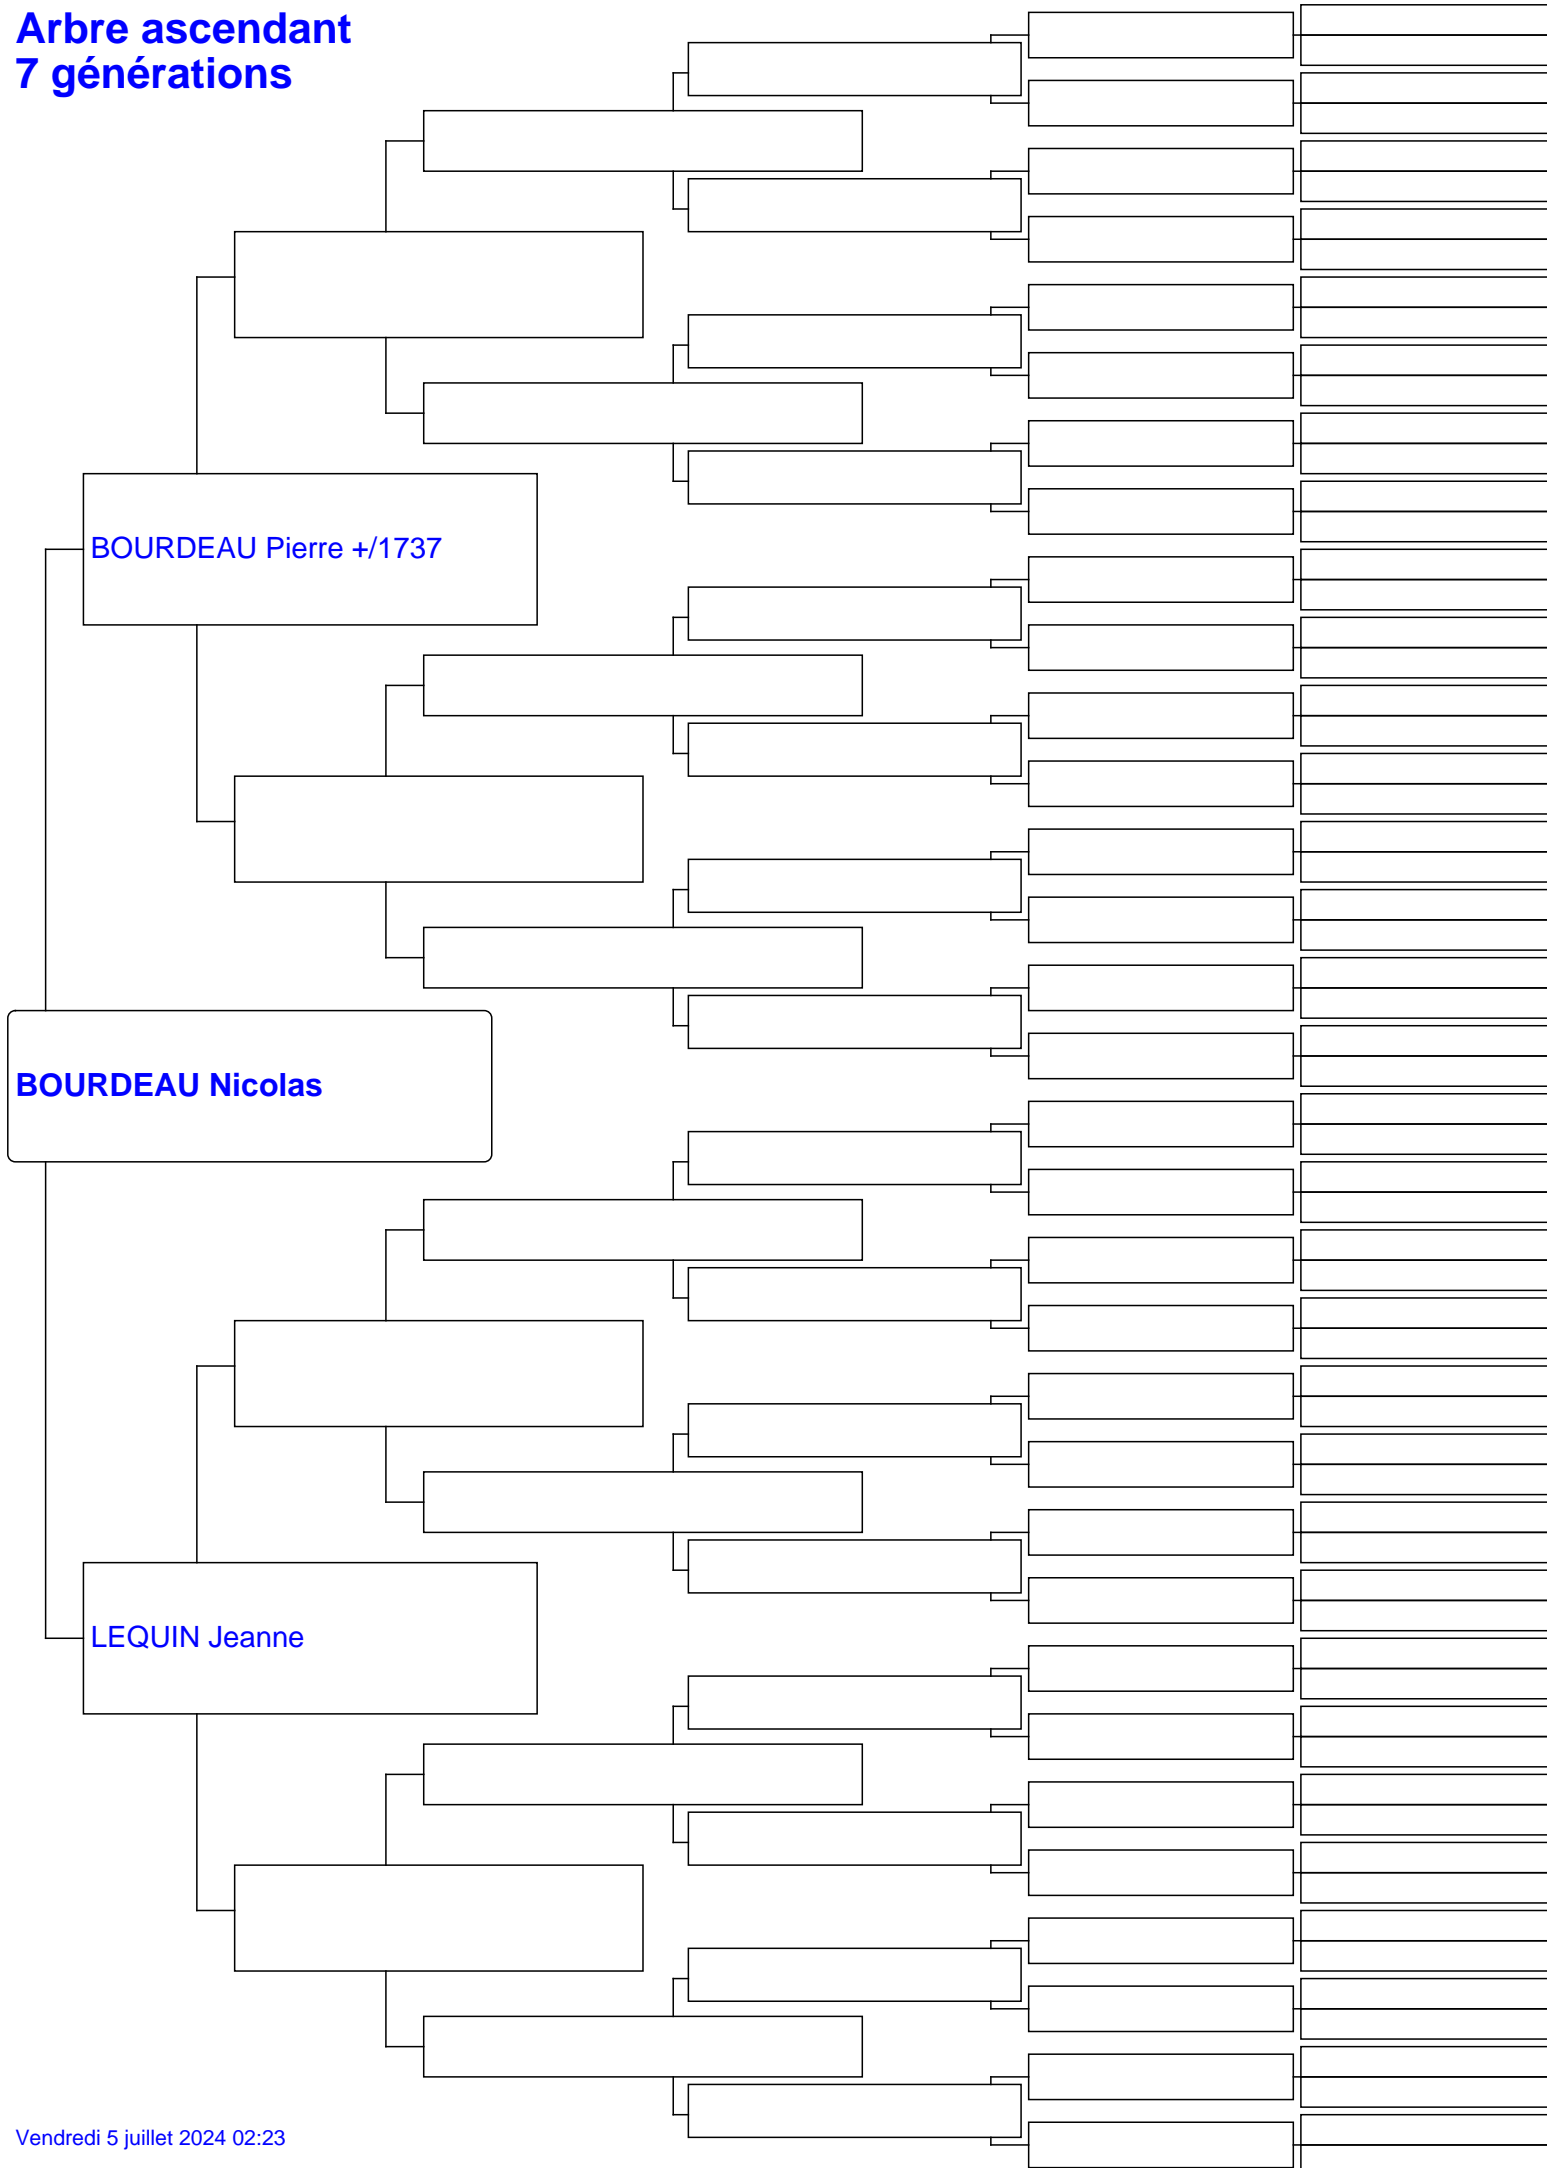 Arbre ascendant
7 générations
BOURDEAU Pierre +/1737
BOURDEAU Nicolas
LEQUIN Jeanne
Vendredi 5 juillet 2024 02:23